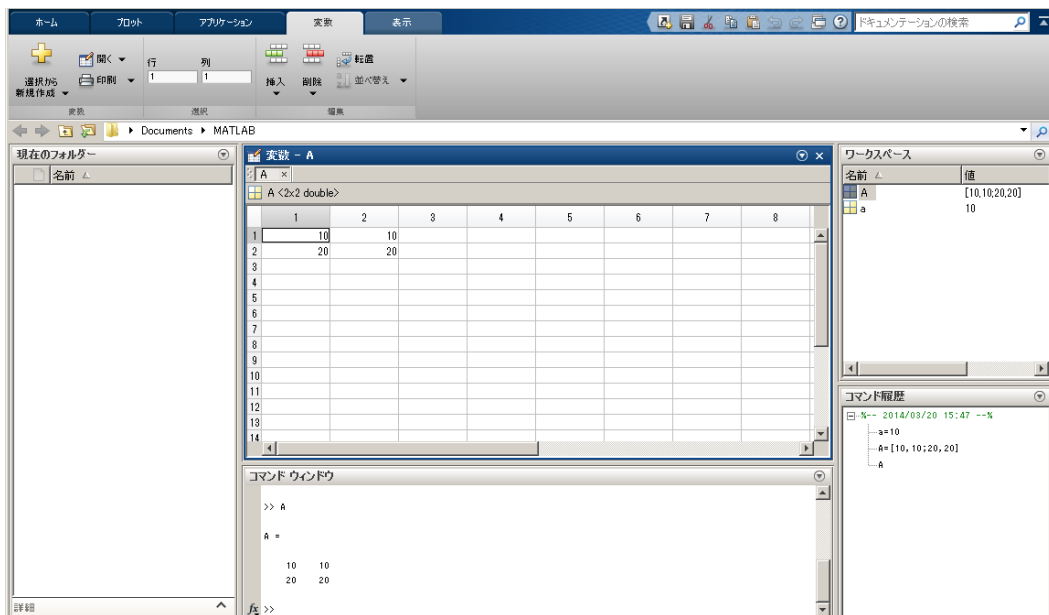 ホーム プロット アプリケーション 変数 表示 ドキュメンテーションの検索
選択から
新規作成
開く
印刷
行 列
1 1
挿入 削除
転置
並べ替え
変数 選択 編集
Documents MATLAB
現在のフォルダー
名前
詳細
変数 - A
A
A <2x2 double>
1 2 3 4 5 6 7 8
1 10 10
2 20 20
3
4
5
6
7
8
9
10
11
12
13
14
コマンド ウィンドウ
>> A
A =
10 10
20 20
fx >>
ワークスペース
名前 値
A [10,10;20,20]
a 10
コマンド履歴
%-- 2014/03/20 15:47 --%
a=10
A=[10,10;20,20]
A